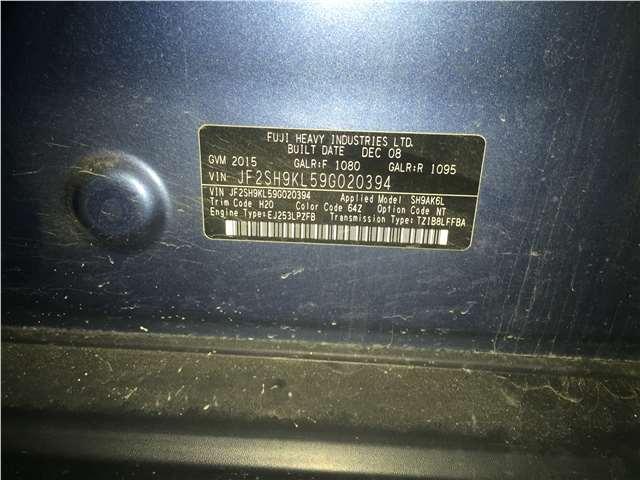 FUJI HEAVY INDUSTRIES LTD.
BUILT DATE DEC 08
GVM 2015 GALR:F 1080 GALR:R 1095
VIN JF2SH9KL59G020394
VIN JF2SH9KL59G020394 Applied Model SH9AK6L
Trim Code H20 Color Code 64Z Option Code NT
Engine Type:EJ253LPZFB Transmission Type:TZ1B8LFFBA